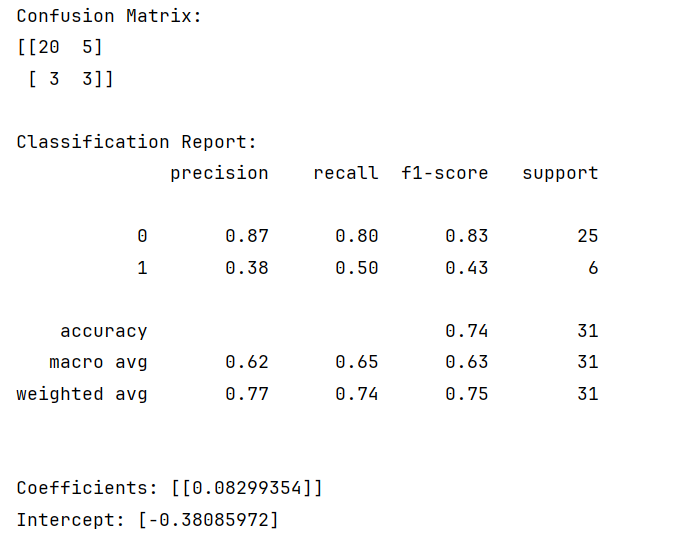 Confusion Matrix:
[[20  5]
 [ 3  3]]
Classification Report:
              precision    recall  f1-score   support
           0       0.87      0.80      0.83        25
           1       0.38      0.50      0.43         6
    accuracy                           0.74        31
   macro avg       0.62      0.65      0.63        31
weighted avg       0.77      0.74      0.75        31
Coefficients: [[0.08299354]]
Intercept: [-0.38085972]